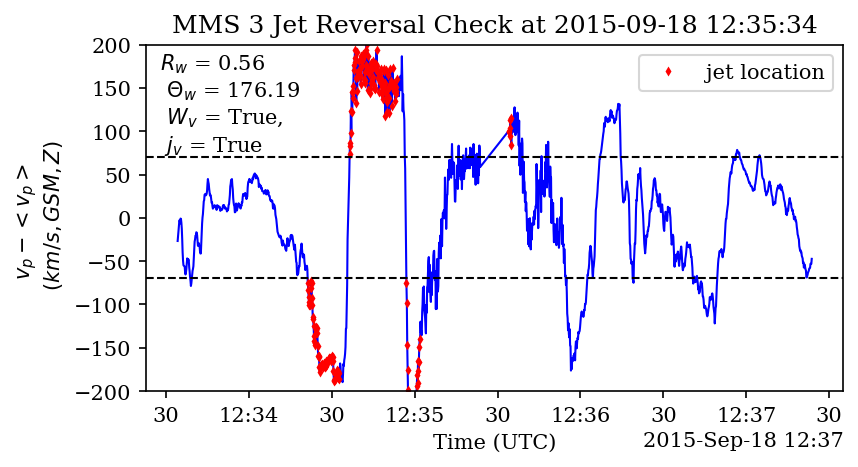 MMS 3 Jet Reversal Check at 2015-09-18 12:35:34
R_w = 0.56
Θ_w = 176.19
W_v = True,
j_v = True
jet location
200
150
100
50
0
−50
−100
−150
−200
v_p − < v_p >
(km/s, GSM, Z)
30 12:34 30 12:35 30 12:36 30 12:37 30
Time (UTC)
2015-Sep-18 12:37